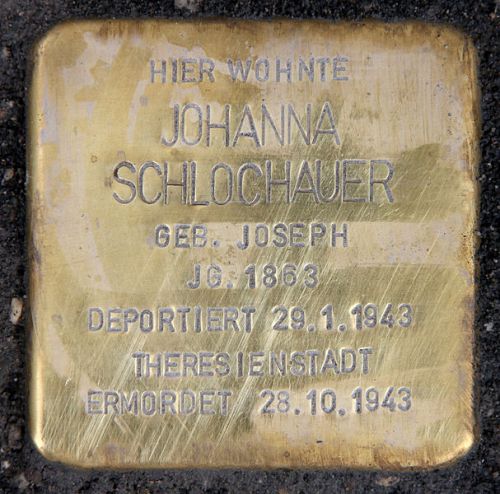 HIER WOHNTE
JOHANNA
SCHLOCHAUER
GEB. JOSEPH
JG. 1863
DEPORTIERT 29.1.1943
THERESIENSTADT
ERMORDET 28.10.1943